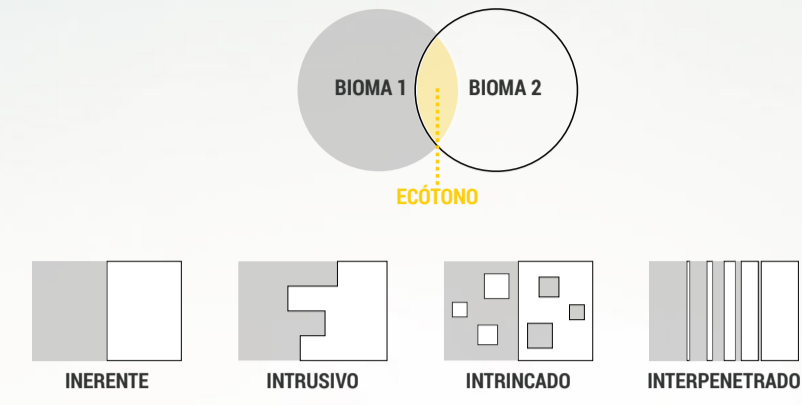 BIOMA 1
BIOMA 2
ECÓTONO
INERENTE
INTRUSIVO
INTRINCADO
INTERPENETRADO